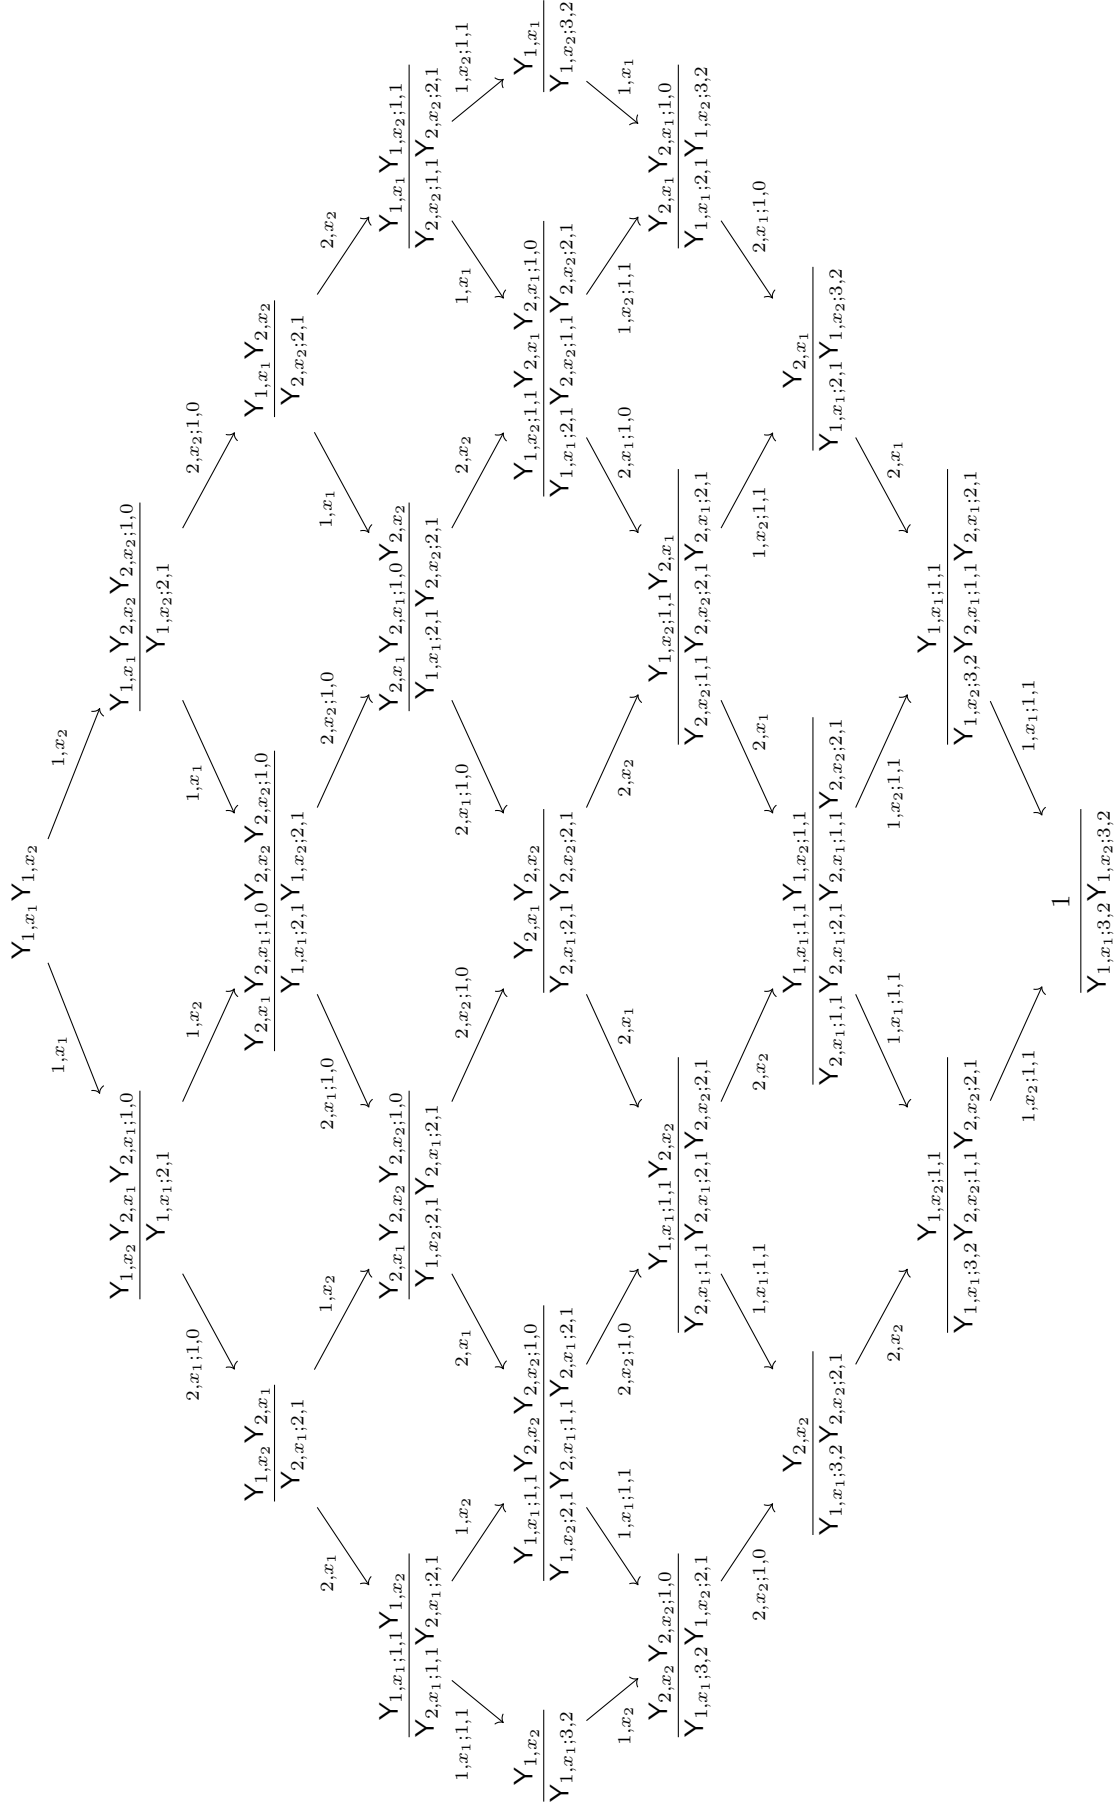 Y_{1,x_1} Y_{1,x_2}
1,x_1 1,x_2
Y_{1,x_2} Y_{2,x_1} Y_{2,x_1;1,0} / Y_{1,x_1;2,1}
Y_{1,x_1} Y_{2,x_2} Y_{2,x_2;1,0} / Y_{1,x_2;2,1}
2,x_1;1,0 1,x_2 1,x_1 2,x_2;1,0
Y_{1,x_2} Y_{2,x_1} / Y_{2,x_1;2,1}
Y_{2,x_1} Y_{2,x_1;1,0} Y_{2,x_2} Y_{2,x_2;1,0} / Y_{1,x_1;2,1} Y_{1,x_2;2,1}
Y_{1,x_1} Y_{2,x_2} / Y_{2,x_2;2,1}
2,x_1 1,x_2 2,x_1;1,0 2,x_2;1,0 1,x_1 2,x_2
Y_{1,x_1;1,1} Y_{1,x_2} / Y_{2,x_1;1,1} Y_{2,x_1;2,1}
Y_{2,x_1} Y_{2,x_2} Y_{2,x_2;1,0} / Y_{1,x_2;2,1} Y_{2,x_1;2,1}
Y_{2,x_1} Y_{2,x_1;1,0} Y_{2,x_2} / Y_{1,x_1;2,1} Y_{2,x_2;2,1}
Y_{1,x_1} Y_{1,x_2;1,1} / Y_{2,x_2;1,1} Y_{2,x_2;2,1}
1,x_1;1,1 1,x_2 2,x_1 2,x_2;1,0 2,x_1;1,0 2,x_2 1,x_1 1,x_2;1,1
Y_{1,x_2} / Y_{1,x_1;3,2}
Y_{1,x_1;1,1} Y_{2,x_2} Y_{2,x_2;1,0} / Y_{1,x_2;2,1} Y_{2,x_1;1,1} Y_{2,x_1;2,1}
Y_{2,x_1} Y_{2,x_2} / Y_{2,x_1;2,1} Y_{2,x_2;2,1}
Y_{1,x_2;1,1} Y_{2,x_1} Y_{2,x_1;1,0} / Y_{1,x_1;2,1} Y_{2,x_2;1,1} Y_{2,x_2;2,1}
Y_{1,x_1} / Y_{1,x_2;3,2}
1,x_2 1,x_1;1,1 2,x_2;1,0 2,x_1 2,x_2 2,x_1;1,0 1,x_2;1,1 1,x_1
Y_{2,x_2} Y_{2,x_2;1,0} / Y_{1,x_1;3,2} Y_{1,x_2;2,1}
Y_{1,x_1;1,1} Y_{2,x_2} / Y_{2,x_1;1,1} Y_{2,x_1;2,1} Y_{2,x_2;2,1}
Y_{1,x_2;1,1} Y_{2,x_1} / Y_{2,x_2;1,1} Y_{2,x_2;2,1} Y_{2,x_1;2,1}
Y_{2,x_1} Y_{2,x_1;1,0} / Y_{1,x_1;2,1} Y_{1,x_2;3,2}
2,x_2;1,0 1,x_1;1,1 2,x_2 2,x_1 1,x_2;1,1 2,x_1;1,0
Y_{2,x_2} / Y_{1,x_1;3,2} Y_{2,x_2;2,1}
Y_{1,x_1;1,1} Y_{1,x_2;1,1} / Y_{2,x_1;1,1} Y_{2,x_1;2,1} Y_{2,x_1;1,1} Y_{2,x_2;2,1}
Y_{2,x_1} / Y_{1,x_1;2,1} Y_{1,x_2;3,2}
2,x_2 1,x_1;1,1 1,x_2;1,1 2,x_1
Y_{1,x_2;1,1} / Y_{1,x_1;3,2} Y_{2,x_2;1,1} Y_{2,x_2;2,1}
Y_{1,x_1;1,1} / Y_{1,x_2;3,2} Y_{2,x_1;1,1} Y_{2,x_1;2,1}
1,x_2;1,1 1,x_1;1,1
1 / Y_{1,x_1;3,2} Y_{1,x_2;3,2}